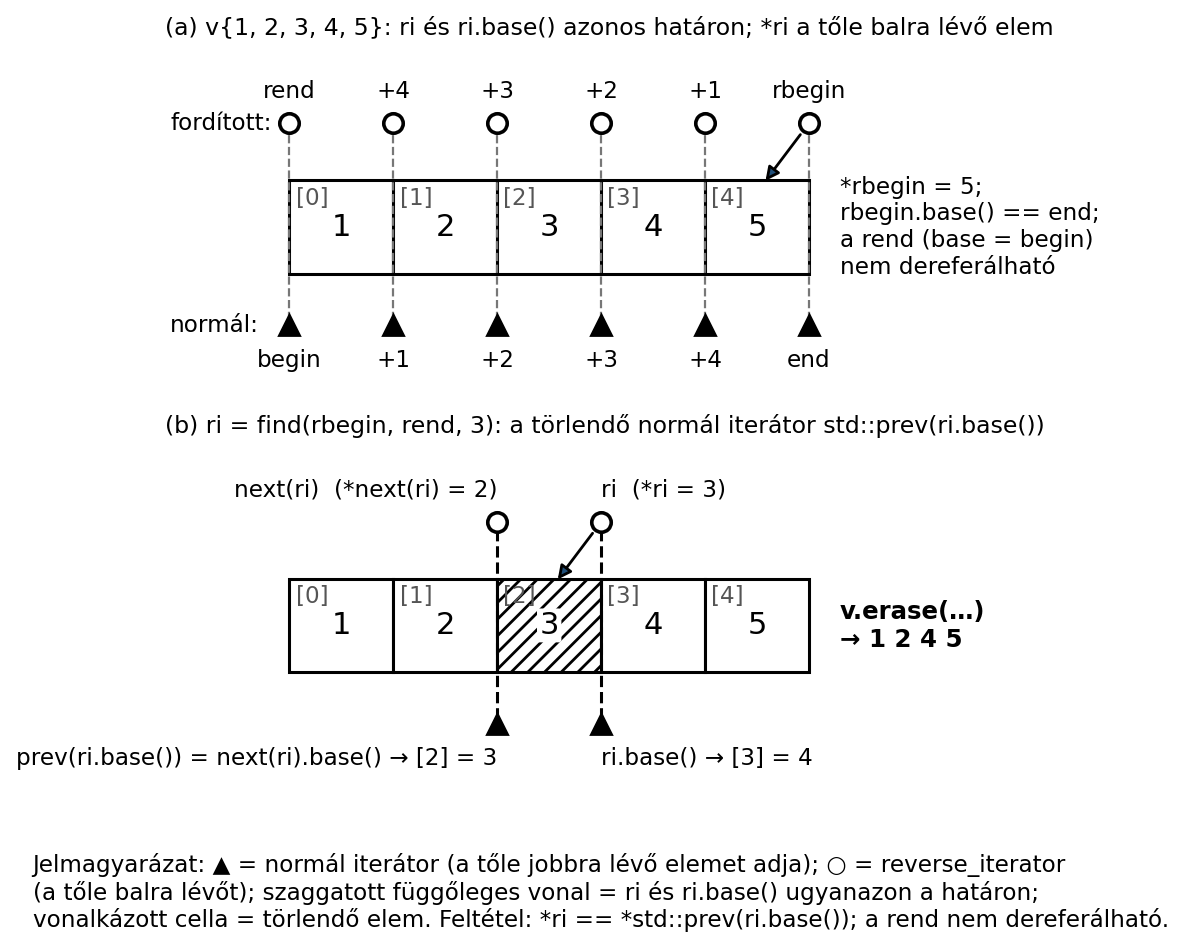 (a) v{1, 2, 3, 4, 5}: ri és ri.base() azonos határon; *ri a tőle balra lévő elem
rend +4 +3 +2 +1 rbegin
fordított:
[0] [1] [2] [3] [4]
1 2 3 4 5
*rbegin = 5;
rbegin.base() == end;
a rend (base = begin)
nem dereferálható
normál:
begin +1 +2 +3 +4 end
(b) ri = find(rbegin, rend, 3): a törlendő normál iterátor std::prev(ri.base())
next(ri) (*next(ri) = 2) ri (*ri = 3)
[0] [1] [2] [3] [4]
1 2 3 4 5
v.erase(…)
→ 1 2 4 5
prev(ri.base()) = next(ri).base() → [2] = 3 ri.base() → [3] = 4
Jelmagyarázat: ▲ = normál iterátor (a tőle jobbra lévő elemet adja); ○ = reverse_iterator
(a tőle balra lévőt); szaggatott függőleges vonal = ri és ri.base() ugyanazon a határon;
vonalkázott cella = törlendő elem. Feltétel: *ri == *std::prev(ri.base()); a rend nem dereferálható.